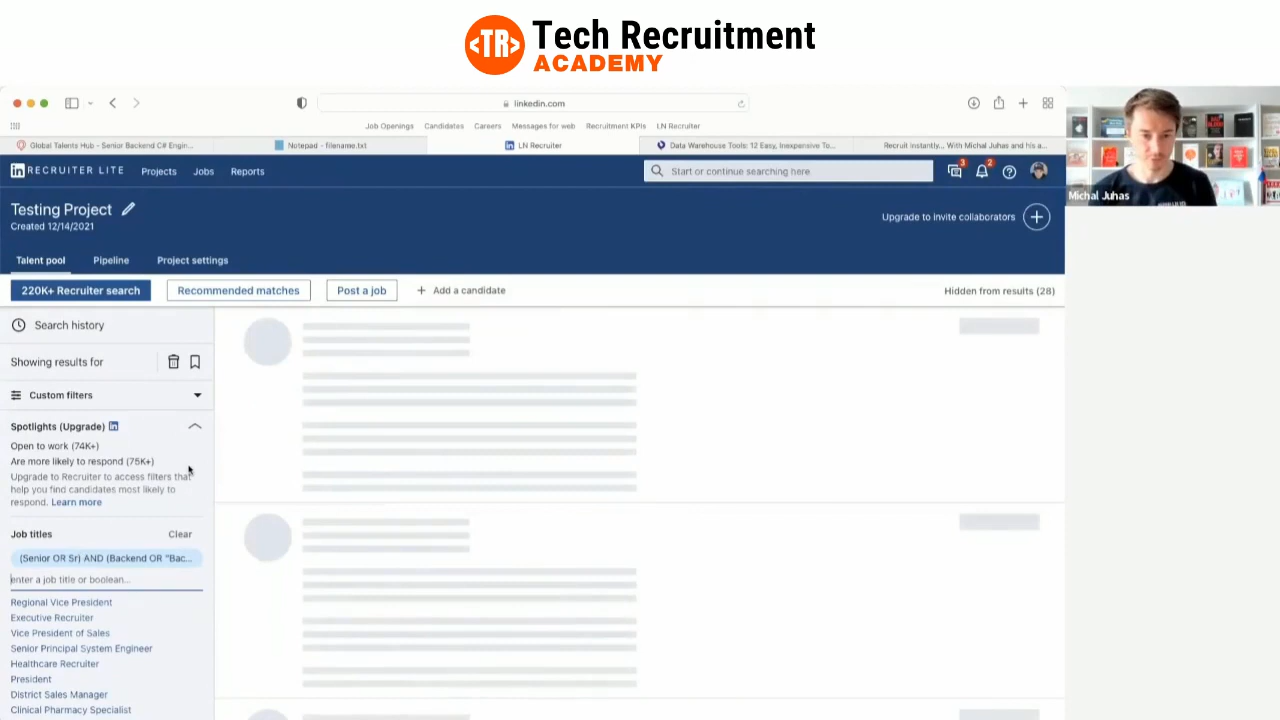 <TR> Tech Recruitment
ACADEMY
linkedin.com
Job Openings Candidates Careers Messages for web Recruitment KPIs LN Recruiter
Global Talents Hub - Senior Backend C# Engin... Notepad - filename.txt LN Recruiter Data Warehouse Tools: 12 Easy, Inexpensive To... Recruit Instantly... With Michal Juhas and his a...
in RECRUITER LITE Projects Jobs Reports Start or continue searching here 3 2
Michal Juhas
Testing Project
Created 12/14/2021
Upgrade to invite collaborators
Talent pool Pipeline Project settings
220K+ Recruiter search Recommended matches Post a job + Add a candidate Hidden from results (28)
Search history
Showing results for
Custom filters
Spotlights (Upgrade) in
Open to work (74K+)
Are more likely to respond (75K+)
Upgrade to Recruiter to access filters that
help you find candidates most likely to
respond. Learn more
Job titles Clear
(Senior OR Sr) AND (Backend OR "Bac...
enter a job title or boolean...
Regional Vice President
Executive Recruiter
Vice President of Sales
Senior Principal System Engineer
Healthcare Recruiter
President
District Sales Manager
Clinical Pharmacy Specialist